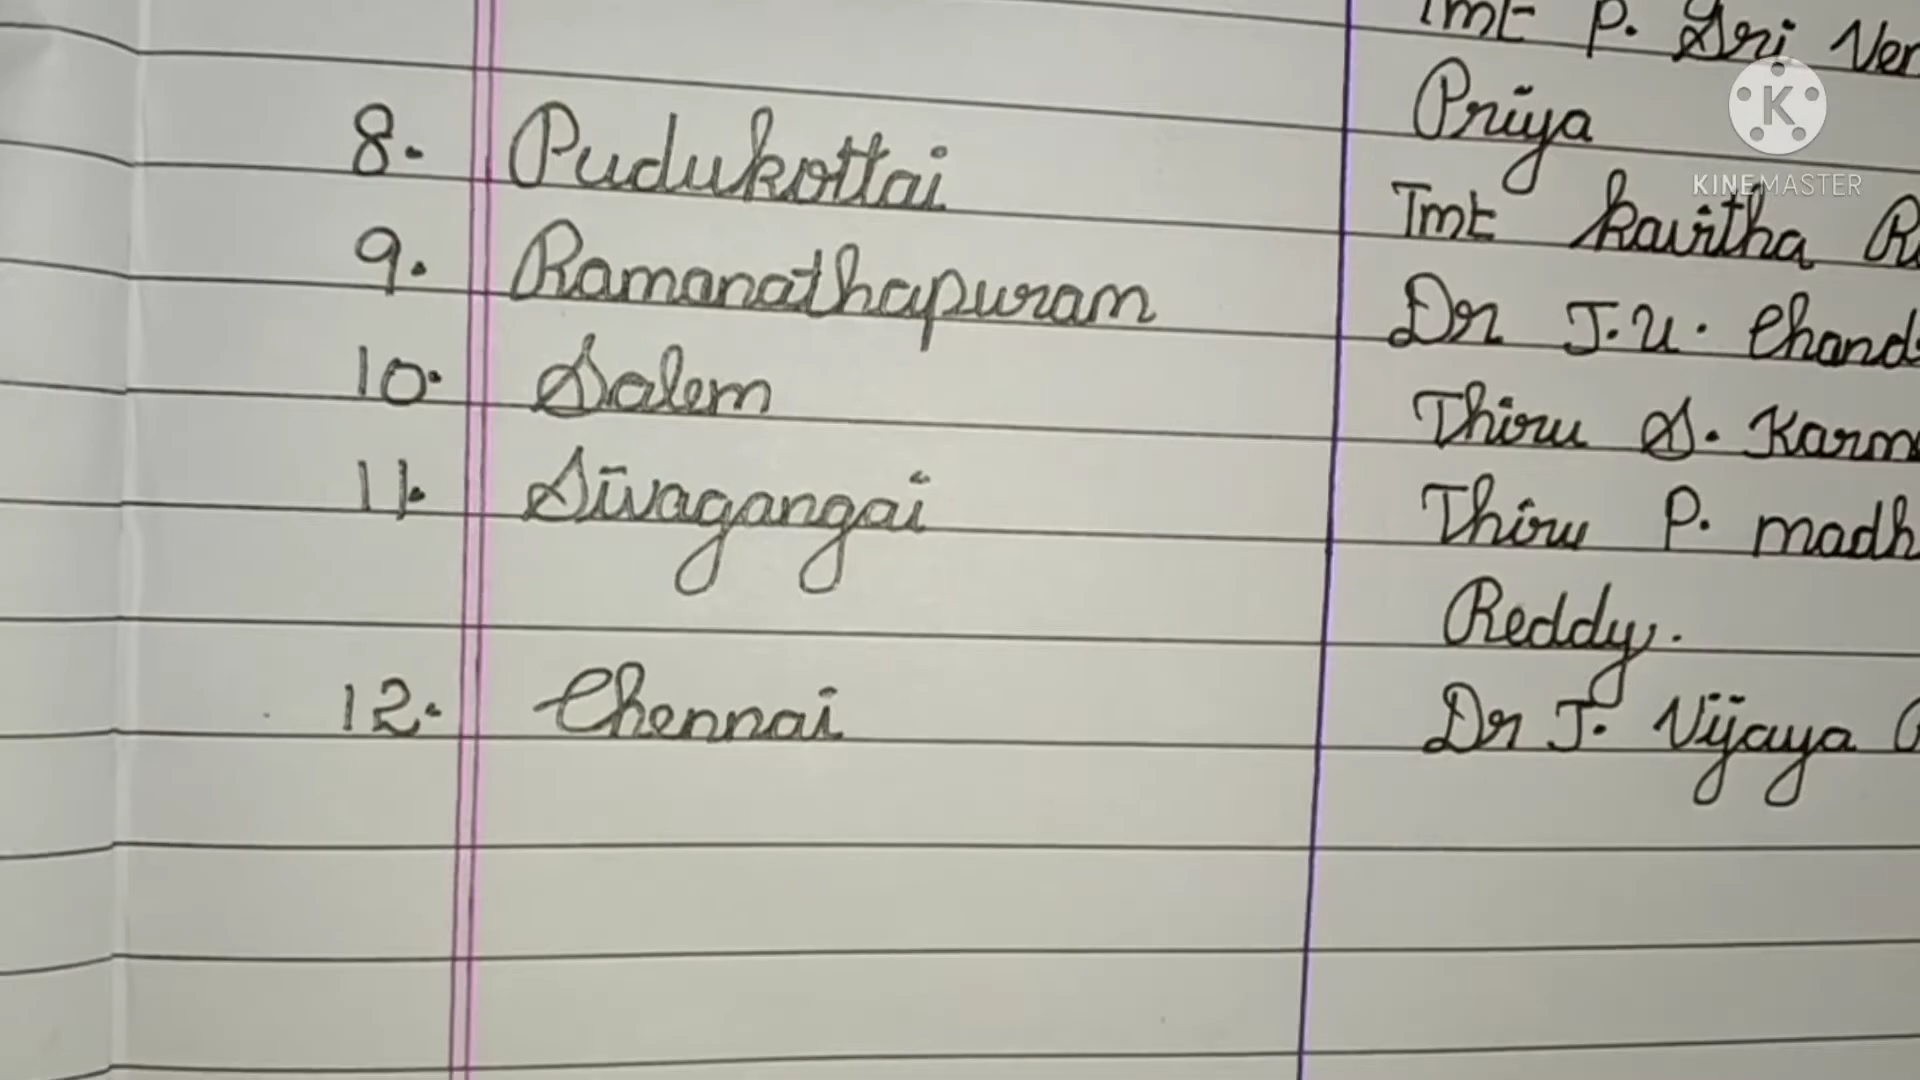 Tmt P. Sri Ven
Priya
8. Pudukottai Tmt Kavitha R
9. Ramanathapuram Dr J.U. Chand
10. Salem Thiru S. Karm
11. Sivagangai Thiru P. madh
Reddy.
12. Chennai Dr J. Vijaya
K
KINEMASTER